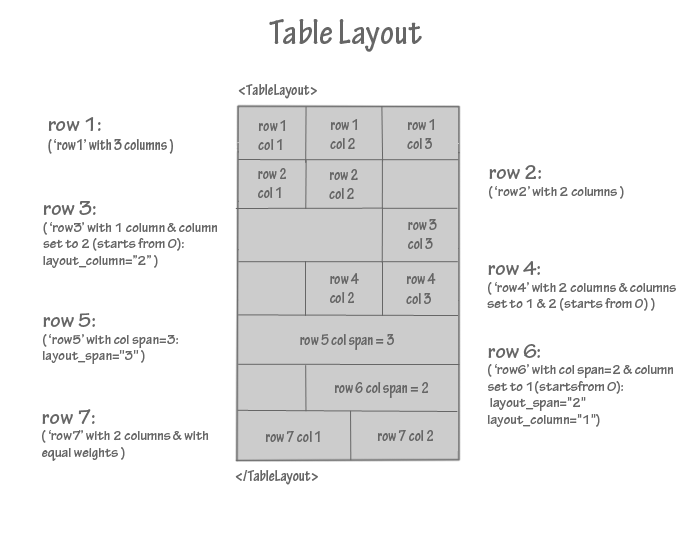 Table Layout
<TableLayout>
row 1:
( 'row1' with 3 columns )
row 1
col 1
row 1
col 2
row 1
col 3
row 2
col 1
row 2
col 2
row 2:
( 'row2' with 2 columns )
row 3:
( 'row3' with 1 column & column
set to 2 (starts from 0):
layout_column="2" )
row 3
col 3
row 4
col 2
row 4
col 3
row 4:
( 'row4' with 2 columns & columns
set to 1 & 2 (starts from 0) )
row 5:
( 'row5' with col span=3:
layout_span="3" )
row 5 col span = 3
row 6 col span = 2
row 6:
( 'row6' with col span=2 & column
set to 1 (startsfrom 0):
layout_span="2"
layout_column="1")
row 7:
( 'row7' with 2 columns & with
equal weights )
row 7 col 1
row 7 col 2
</TableLayout>